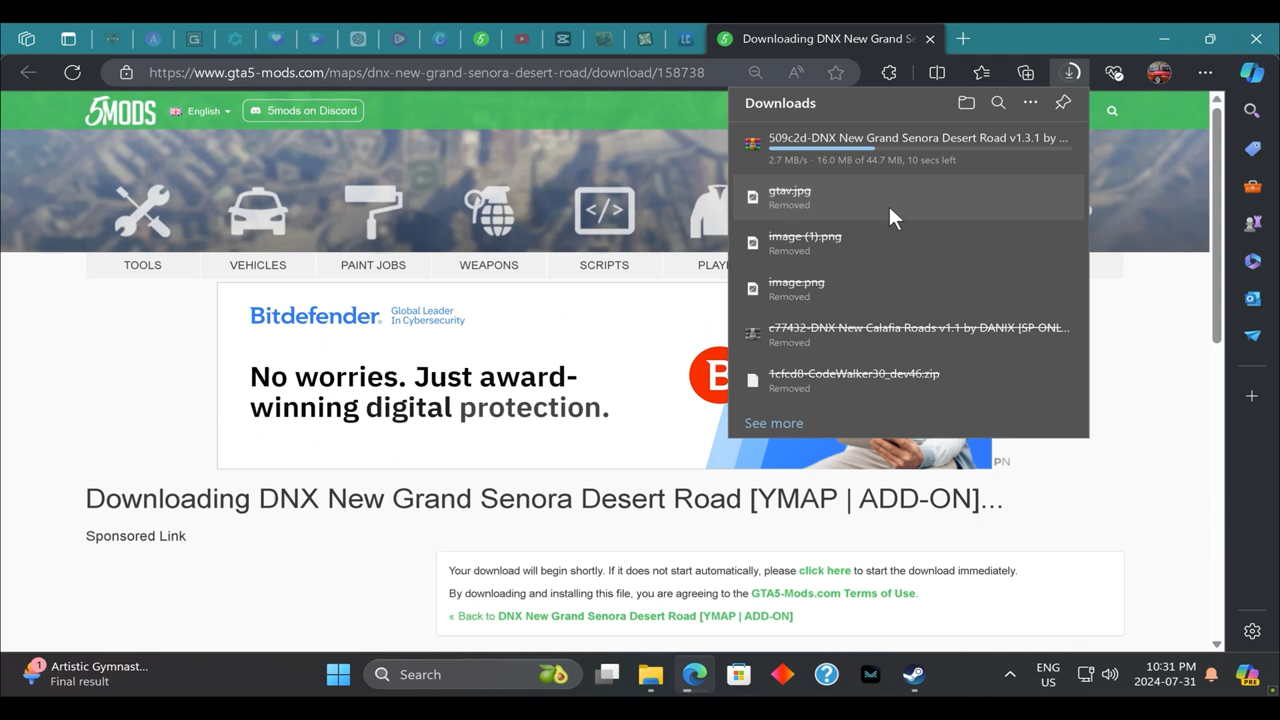 Downloading DNX New Grand Se
https://www.gta5-mods.com/maps/dnx-new-grand-senora-desert-road/download/158738
Downloads
509c2d-DNX New Grand Senora Desert Road v1.3.1 by ...
2.7 MB/s - 16.0 MB of 44.7 MB, 10 secs left
gtav.jpg
Removed
image (1).png
Removed
image.png
Removed
c77432-DNX New Calafia Roads v1.1 by DANIX [SP ONL...
Removed
1cfcd8-CodeWalker30_dev46.zip
Removed
See more
5MODS
English
5mods on Discord
TOOLS
VEHICLES
PAINT JOBS
WEAPONS
SCRIPTS
PLAY
Bitdefender
Global Leader
In Cybersecurity
No worries. Just award-
winning digital protection.
B
PN
Downloading DNX New Grand Senora Desert Road [YMAP | ADD-ON]...
Sponsored Link
Your download will begin shortly. If it does not start automatically, please click here to start the download immediately.
By downloading and installing this file, you are agreeing to the GTA5-Mods.com Terms of Use.
« Back to DNX New Grand Senora Desert Road [YMAP | ADD-ON]
1
Artistic Gymnast...
Final result
Search
ENG
US
10:31 PM
2024-07-31
PRE